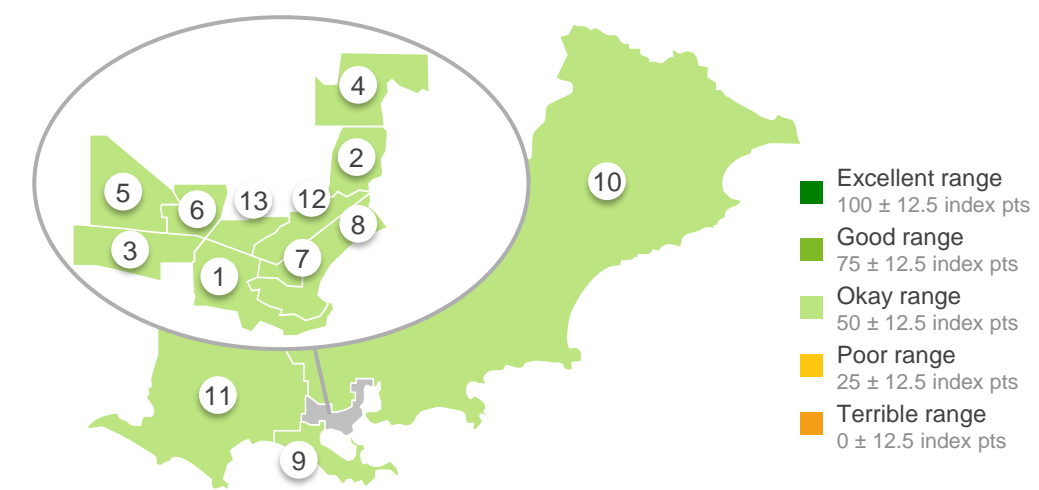 4
2
5
6
13
12
10
8
3
7
1
11
9
Excellent range
100 ± 12.5 index pts
Good range
75 ± 12.5 index pts
Okay range
50 ± 12.5 index pts
Poor range
25 ± 12.5 index pts
Terrible range
0 ± 12.5 index pts